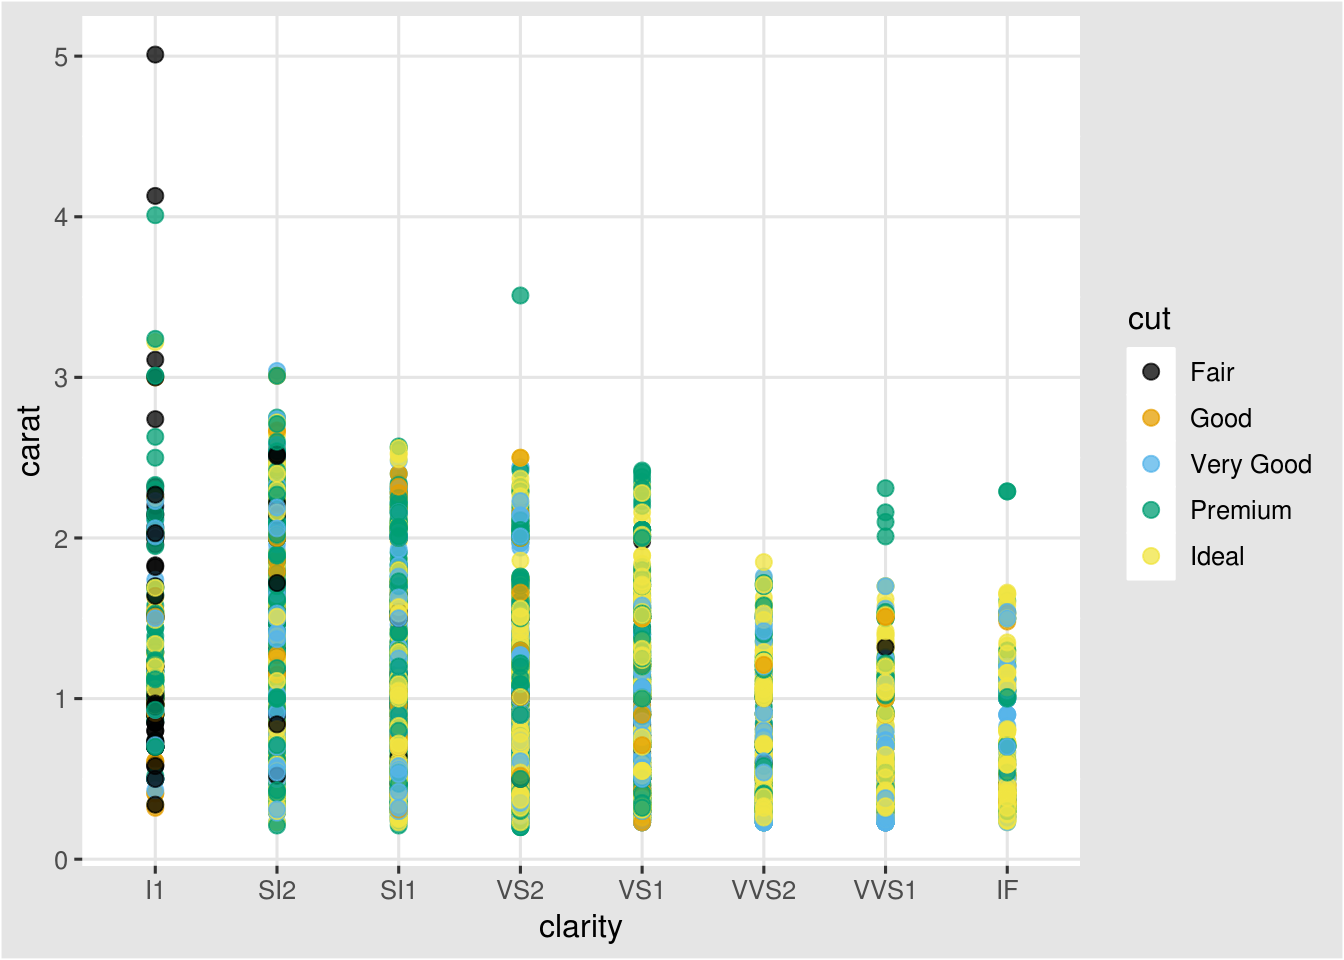 5
4
3
2
1
0
carat
I1 SI2 SI1 VS2 VS1 VVS2 VVS1 IF
clarity
cut
Fair
Good
Very Good
Premium
Ideal